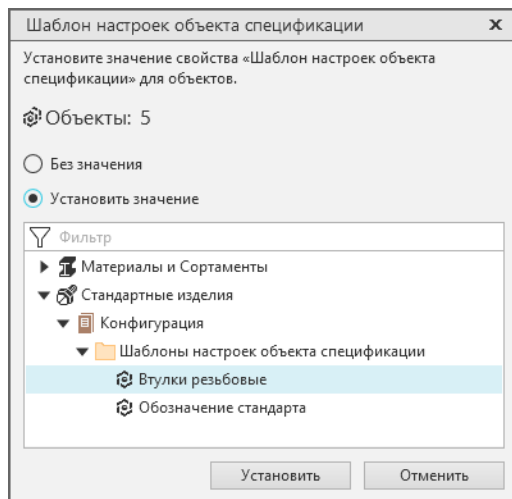 Шаблон настроек объекта спецификации
Установите значение свойства «Шаблон настроек объекта
спецификации» для объектов.
Объекты: 5
Без значения
Установить значение
Фильтр
Материалы и Сортаменты
Стандартные изделия
Конфигурация
Шаблоны настроек объекта спецификации
Втулки резьбовые
Обозначение стандарта
Установить Отменить